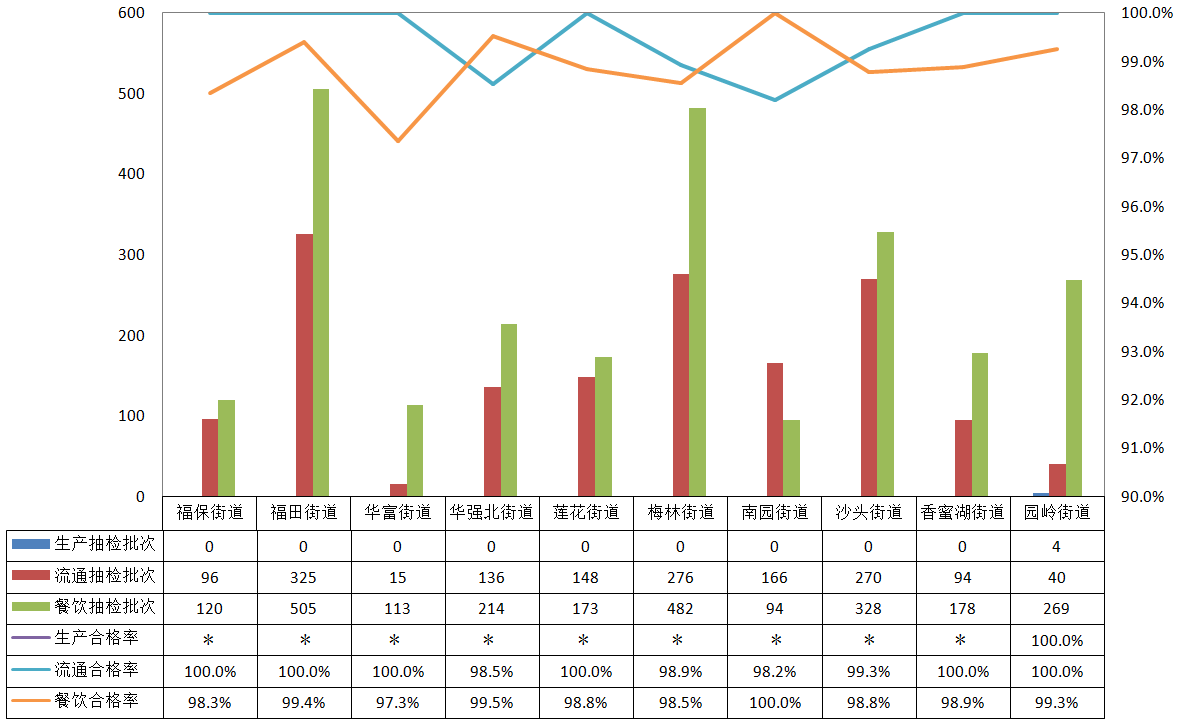 600 100.0%
99.0%
500 98.0%
97.0%
400
96.0%
300 95.0%
94.0%
200
93.0%
100 92.0%
91.0%
0 90.0%
福保街道 福田街道 华富街道 华强北街道 莲花街道 梅林街道 南园街道 沙头街道 香蜜湖街道 园岭街道
生产抽检批次 0 0 0 0 0 0 0 0 0 4
流通抽检批次 96 325 15 136 148 276 166 270 94 40
餐饮抽检批次 120 505 113 214 173 482 94 328 178 269
生产合格率 * * * * * * * * * 100.0%
流通合格率 100.0% 100.0% 100.0% 98.5% 100.0% 98.9% 98.2% 99.3% 100.0% 100.0%
餐饮合格率 98.3% 99.4% 97.3% 99.5% 98.8% 98.5% 100.0% 98.8% 98.9% 99.3%